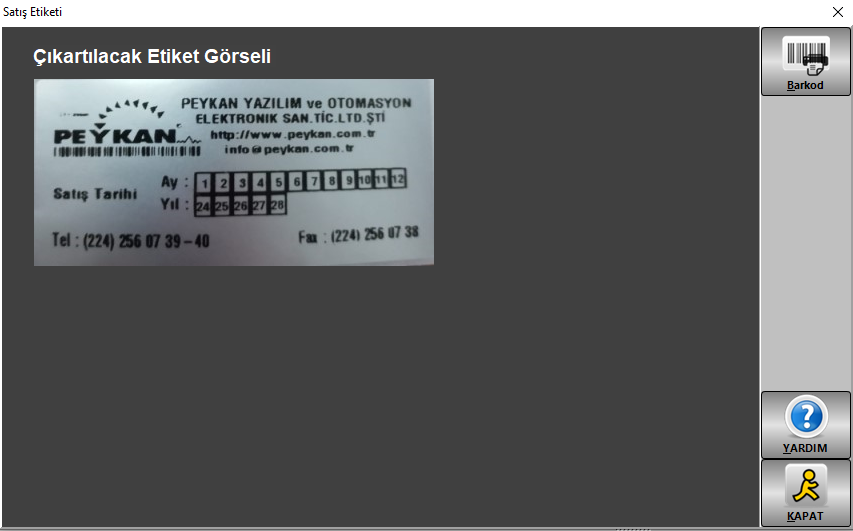 Satış Etiketi
Çıkartılacak Etiket Görseli
Barkod
PEYKAN YAZILIM ve OTOMASYON
ELEKTRONIK SAN.TİC.LTD.ŞTİ
PEYKAN
http://www.peykan.com.tr
info@peykan.com.tr
Satış Tarihi
Ay : 1 2 3 4 5 6 7 8 9 10 11 12
Yıl : 24 25 26 27 28
Tel : (224) 256 07 39 - 40
Fax : (224) 256 07 38
YARDIM
KAPAT